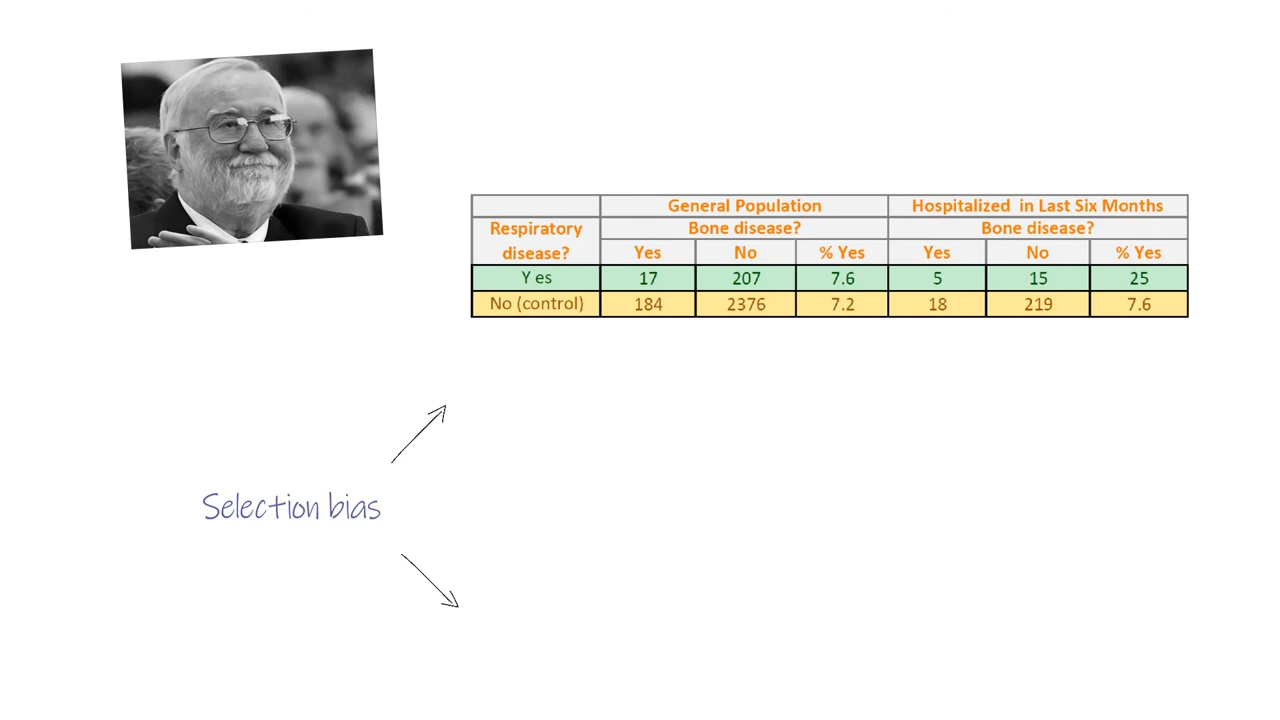 General Population Hospitalized in Last Six Months
Respiratory disease? Bone disease? Bone disease?
Yes No % Yes Yes No % Yes
Y es 17 207 7.6 5 15 25
No (control) 184 2376 7.2 18 219 7.6
Selection bias